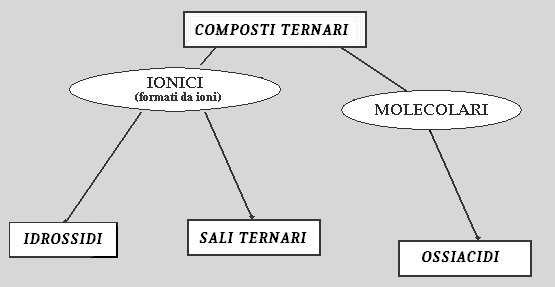 COMPOSTI TERNARI
IONICI
(formati da ioni)
MOLECOLARI
IDROSSIDI
SALI TERNARI
OSSIACIDI